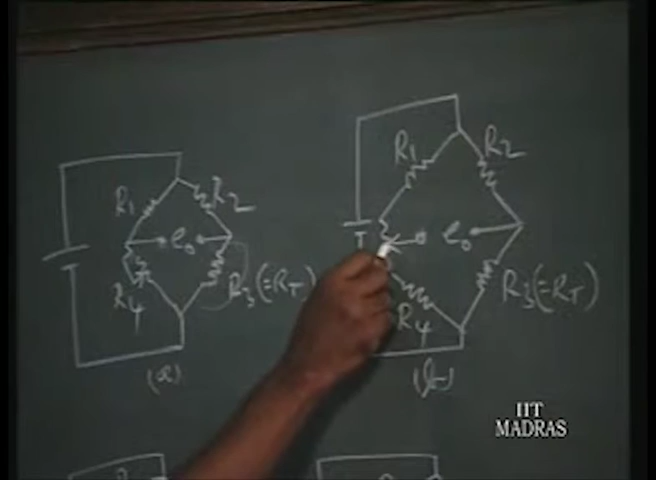 R1
R2
e0
R4
R3(=RT)
(a)
R1
R2
e0
R4
R3(=RT)
(b)
IIT
MADRAS